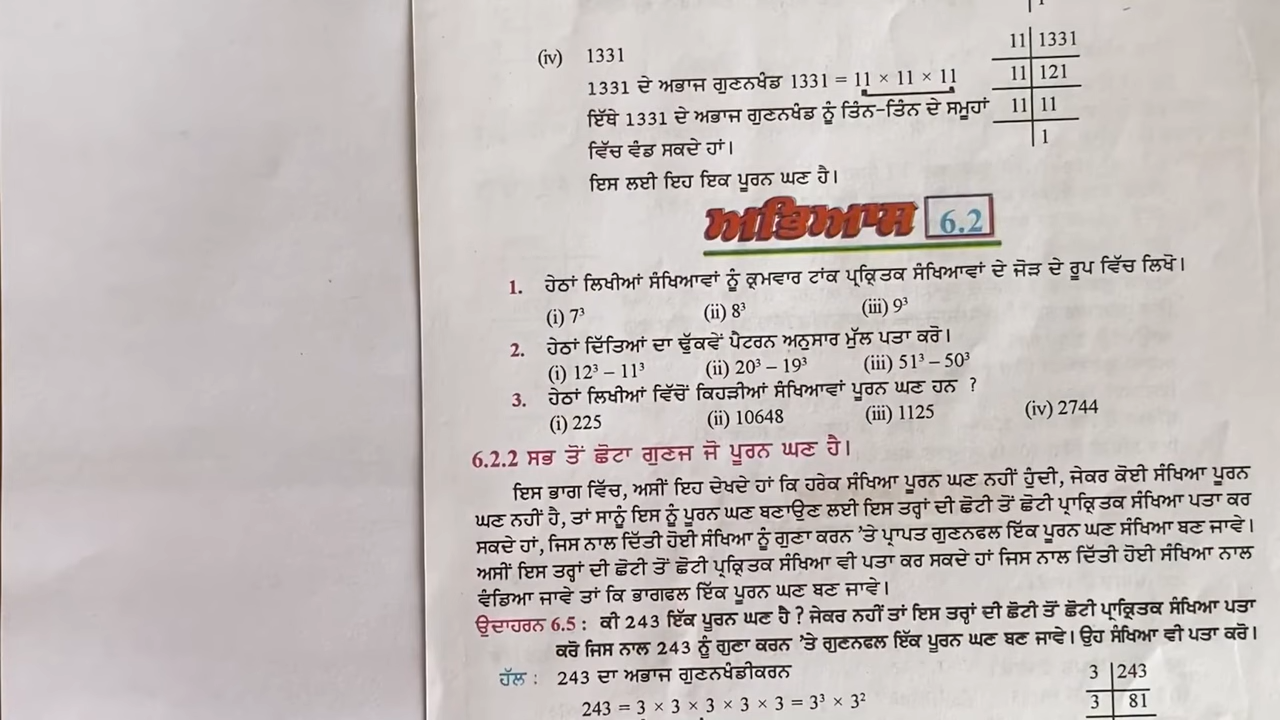 (iv) 1331
1331 ਦੇ ਅਭਾਜ ਗੁਣਨਖੰਡ 1331 = 11 × 11 × 11
ਇੱਥੇ 1331 ਦੇ ਅਭਾਜ ਗੁਣਨਖੰਡ ਨੂੰ ਤਿੰਨ-ਤਿੰਨ ਦੇ ਸਮੂਹਾਂ
ਵਿੱਚ ਵੰਡ ਸਕਦੇ ਹਾਂ।
ਇਸ ਲਈ ਇਹ ਇਕ ਪੂਰਨ ਘਣ ਹੈ।
11 | 1331
11 | 121
11 | 11
| 1
ਅਭਿਆਸ 6.2
1. ਹੇਠਾਂ ਲਿਖੀਆਂ ਸੰਖਿਆਵਾਂ ਨੂੰ ਕ੍ਰਮਵਾਰ ਟਾਂਕ ਪ੍ਰਕ੍ਰਿਤਕ ਸੰਖਿਆਵਾਂ ਦੇ ਜੋੜ ਦੇ ਰੂਪ ਵਿੱਚ ਲਿਖੋ।
(i) 7³ (ii) 8³ (iii) 9³
2. ਹੇਠਾਂ ਦਿੱਤਿਆਂ ਦਾ ਢੁੱਕਵੇਂ ਪੈਟਰਨ ਅਨੁਸਾਰ ਮੁੱਲ ਪਤਾ ਕਰੋ।
(i) 12³ – 11³ (ii) 20³ – 19³ (iii) 51³ – 50³
3. ਹੇਠਾਂ ਲਿਖੀਆਂ ਵਿੱਚੋਂ ਕਿਹੜੀਆਂ ਸੰਖਿਆਵਾਂ ਪੂਰਨ ਘਣ ਹਨ ?
(i) 225 (ii) 10648 (iii) 1125 (iv) 2744
6.2.2 ਸਭ ਤੋਂ ਛੋਟਾ ਗੁਣਜ ਜੋ ਪੂਰਨ ਘਣ ਹੈ।
ਇਸ ਭਾਗ ਵਿੱਚ, ਅਸੀਂ ਇਹ ਦੇਖਦੇ ਹਾਂ ਕਿ ਹਰੇਕ ਸੰਖਿਆ ਪੂਰਨ ਘਣ ਨਹੀਂ ਹੁੰਦੀ, ਜੇਕਰ ਕੋਈ ਸੰਖਿਆ ਪੂਰਨ
ਘਣ ਨਹੀਂ ਹੈ, ਤਾਂ ਸਾਨੂੰ ਇਸ ਨੂੰ ਪੂਰਨ ਘਣ ਬਣਾਉਣ ਲਈ ਇਸ ਤਰ੍ਹਾਂ ਦੀ ਛੋਟੀ ਤੋਂ ਛੋਟੀ ਪ੍ਰਾਕ੍ਰਿਤਕ ਸੰਖਿਆ ਪਤਾ ਕਰ
ਸਕਦੇ ਹਾਂ, ਜਿਸ ਨਾਲ ਦਿੱਤੀ ਹੋਈ ਸੰਖਿਆ ਨੂੰ ਗੁਣਾ ਕਰਨ ’ਤੇ ਪ੍ਰਾਪਤ ਗੁਣਨਫਲ ਇੱਕ ਪੂਰਨ ਘਣ ਸੰਖਿਆ ਬਣ ਜਾਵੇ।
ਅਸੀਂ ਇਸ ਤਰ੍ਹਾਂ ਦੀ ਛੋਟੀ ਤੋਂ ਛੋਟੀ ਪ੍ਰਕ੍ਰਿਤਕ ਸੰਖਿਆ ਵੀ ਪਤਾ ਕਰ ਸਕਦੇ ਹਾਂ ਜਿਸ ਨਾਲ ਦਿੱਤੀ ਹੋਈ ਸੰਖਿਆ ਨਾਲ
ਵੰਡਿਆ ਜਾਵੇ ਤਾਂ ਕਿ ਭਾਗਫਲ ਇੱਕ ਪੂਰਨ ਘਣ ਬਣ ਜਾਵੇ।
ਉਦਾਹਰਨ 6.5 : ਕੀ 243 ਇੱਕ ਪੂਰਨ ਘਣ ਹੈ ? ਜੇਕਰ ਨਹੀਂ ਤਾਂ ਇਸ ਤਰ੍ਹਾਂ ਦੀ ਛੋਟੀ ਤੋਂ ਛੋਟੀ ਪ੍ਰਾਕ੍ਰਿਤਕ ਸੰਖਿਆ ਪਤਾ
ਕਰੋ ਜਿਸ ਨਾਲ 243 ਨੂੰ ਗੁਣਾ ਕਰਨ ’ਤੇ ਗੁਣਨਫਲ ਇੱਕ ਪੂਰਨ ਘਣ ਬਣ ਜਾਵੇ। ਉਹ ਸੰਖਿਆ ਵੀ ਪਤਾ ਕਰੋ।
ਹੱਲ : 243 ਦਾ ਅਭਾਜ ਗੁਣਨਖੰਡੀਕਰਨ
243 = 3 × 3 × 3 × 3 × 3 = 3³ × 3²
3 | 243
3 | 81